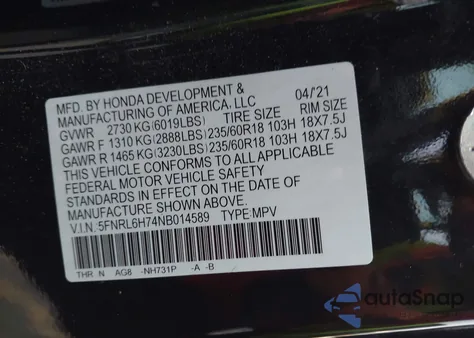 MFD. BY HONDA DEVELOPMENT &
MANUFACTURING OF AMERICA, LLC 04/21
GVWR 2730 KG(6019LBS) TIRE SIZE RIM SIZE
GAWR F 1310 KG(2888LBS) 235/60R18 103H 18X7.5J
GAWR R 1465 KG(3230LBS) 235/60R18 103H 18X7.5J
THIS VEHICLE CONFORMS TO ALL APPLICABLE
FEDERAL MOTOR VEHICLE SAFETY
STANDARDS IN EFFECT ON THE DATE OF
MANUFACTURE SHOWN ABOVE.
V.I.N. 5FNRL6H74NB014589 TYPE:MPV
THR N AG8 -NH731P -A -B
autoSnap